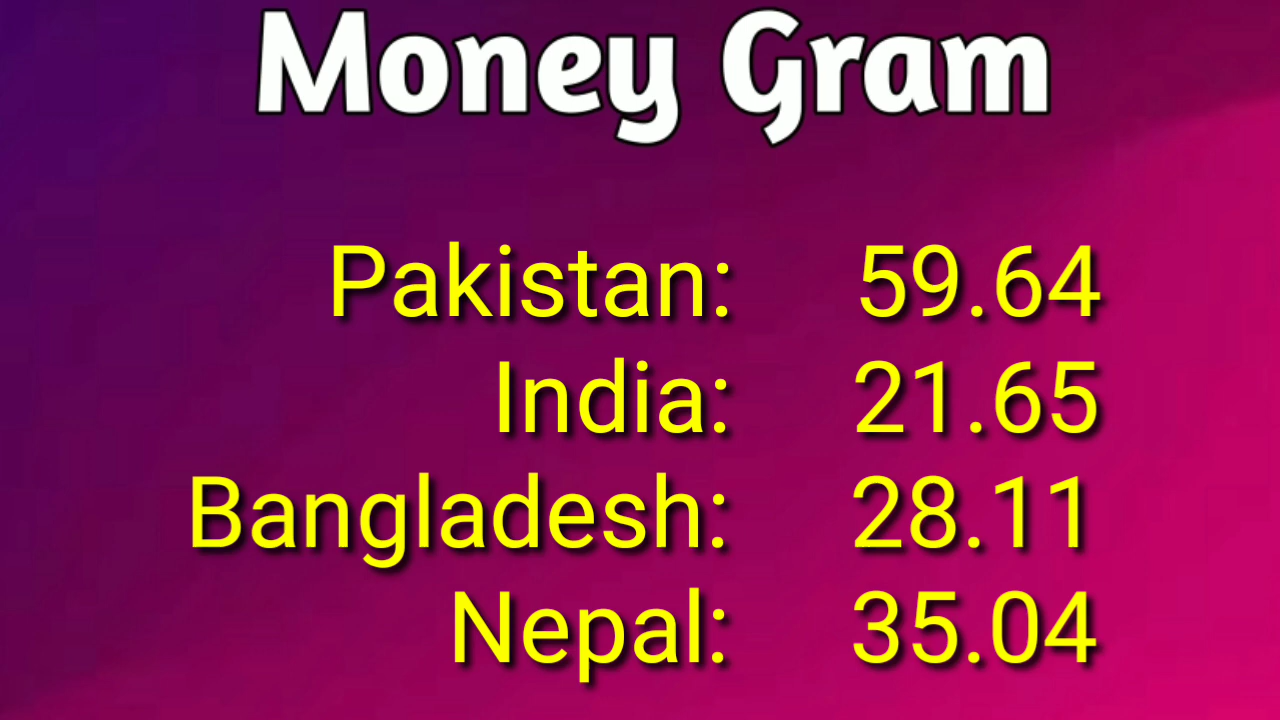 Money Gram
Pakistan: 59.64
India: 21.65
Bangladesh: 28.11
Nepal: 35.04